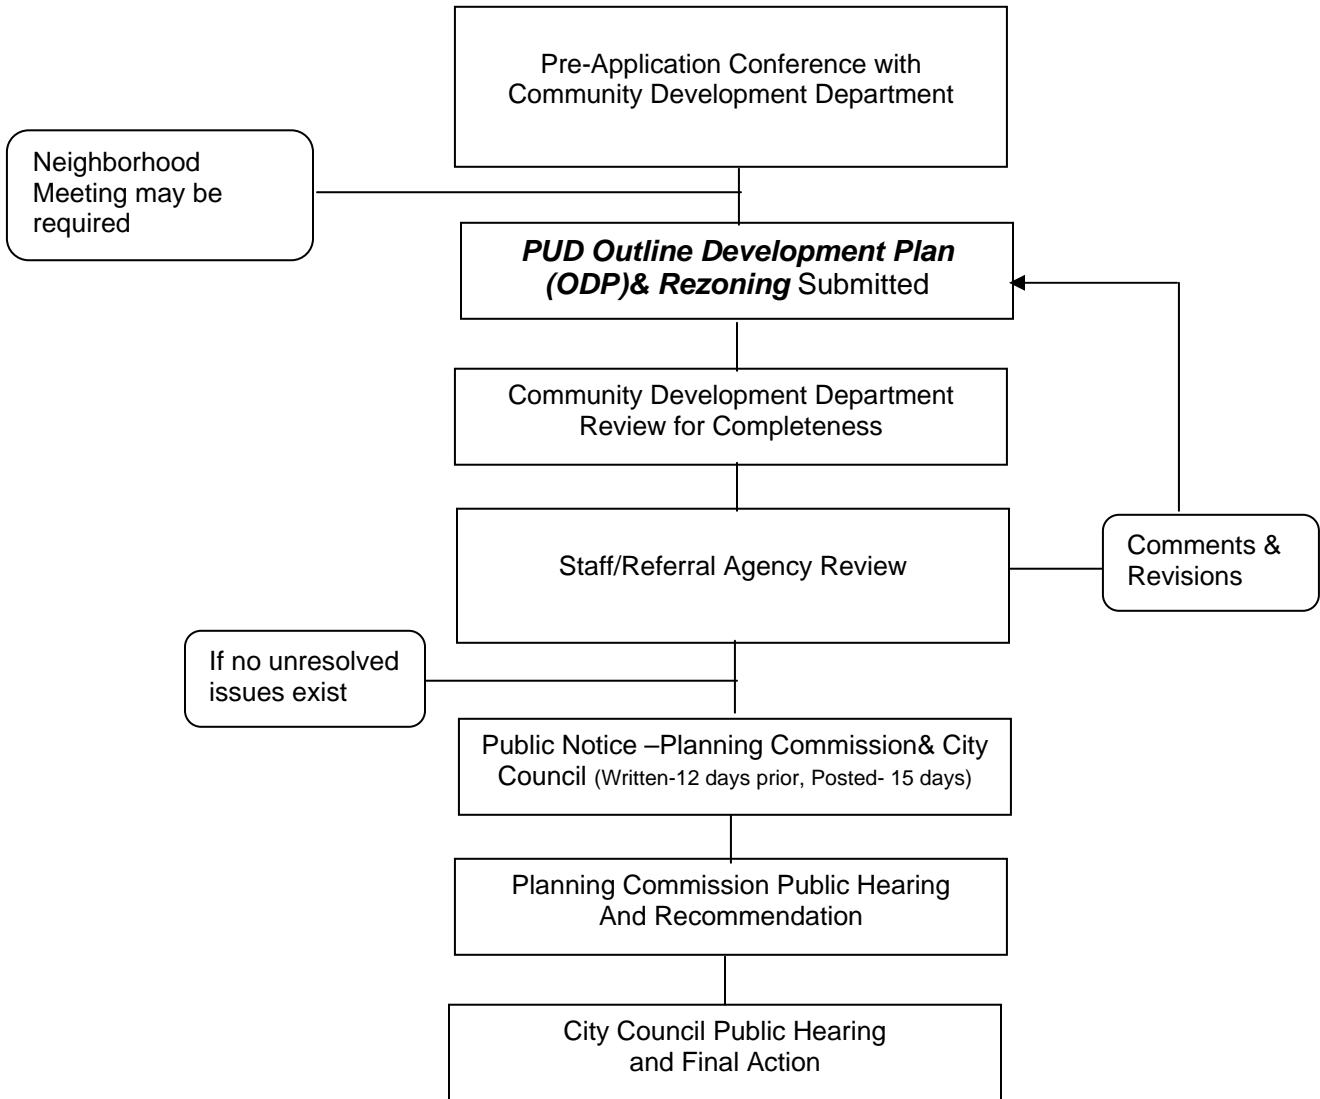 Pre-Application Conference with
Community Development Department
Neighborhood
Meeting may be
required
PUD Outline Development Plan
(ODP)& Rezoning Submitted
Community Development Department
Review for Completeness
Staff/Referral Agency Review
Comments &
Revisions
If no unresolved
issues exist
Public Notice –Planning Commission& City
Council (Written-12 days prior, Posted- 15 days)
Planning Commission Public Hearing
And Recommendation
City Council Public Hearing
and Final Action